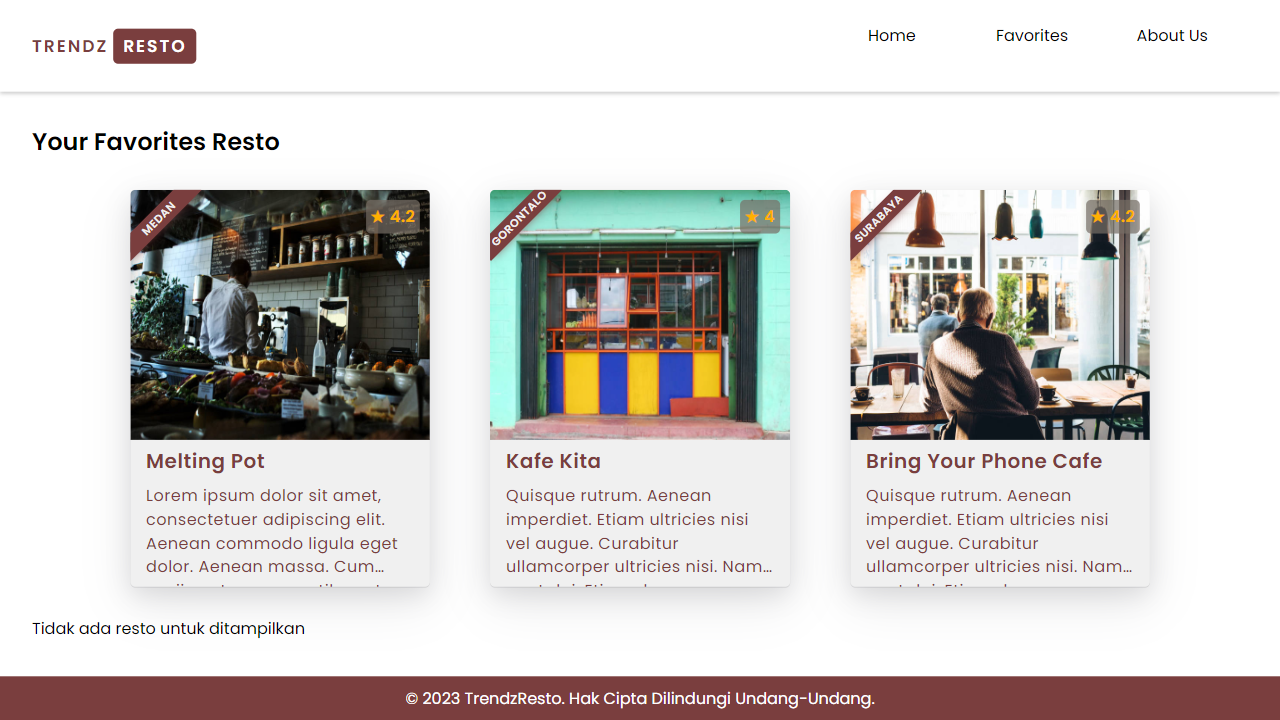 TRENDZ RESTO
Home
Favorites
About Us
Your Favorites Resto
MEDAN
4.2
Melting Pot
Lorem ipsum dolor sit amet,
consectetuer adipiscing elit.
Aenean commodo ligula eget
dolor. Aenean massa. Cum...
GORONTALO
4
Kafe Kita
Quisque rutrum. Aenean
imperdiet. Etiam ultricies nisi
vel augue. Curabitur
ullamcorper ultricies nisi. Nam...
SURABAYA
4.2
Bring Your Phone Cafe
Quisque rutrum. Aenean
imperdiet. Etiam ultricies nisi
vel augue. Curabitur
ullamcorper ultricies nisi. Nam...
Tidak ada resto untuk ditampilkan
© 2023 TrendzResto. Hak Cipta Dilindungi Undang-Undang.